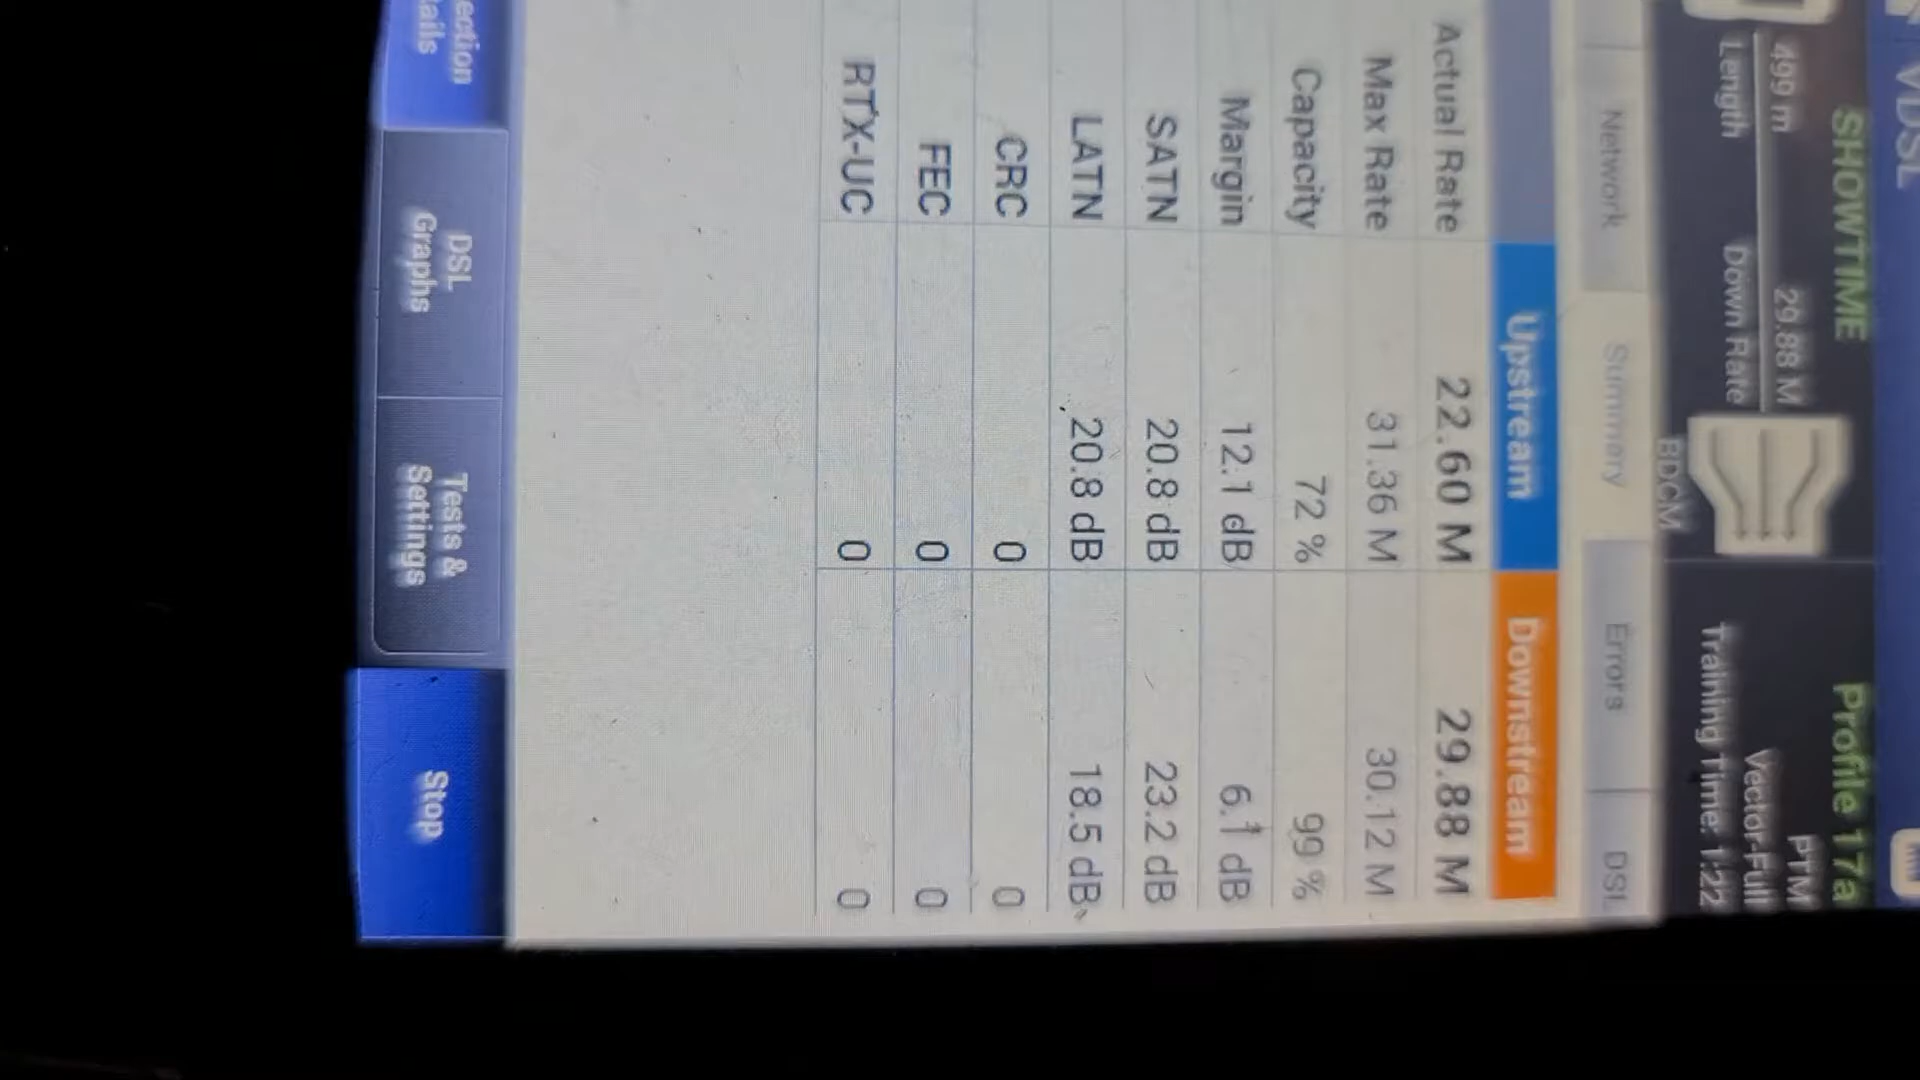 VDSL
SHOWTIME
Profile 17a
499 m
29.88 M
PTM
Length
Down Rate
Vector-Full
BDCM
Training Time: 1:22
Network
Summery
Errors
DSL
Upstream Downstream
Actual Rate 22.60 M 29.88 M
Max Rate 31.36 M 30.12 M
Capacity 72 % 99 %
Margin 12.1 dB 6.1 dB
SATN 20.8 dB 23.2 dB
LATN 20.8 dB 18.5 dB
CRC 0 0
FEC 0 0
RTX-UC 0 0
ection
ails
DSL
Graphs
Tests &
Settings
Stop